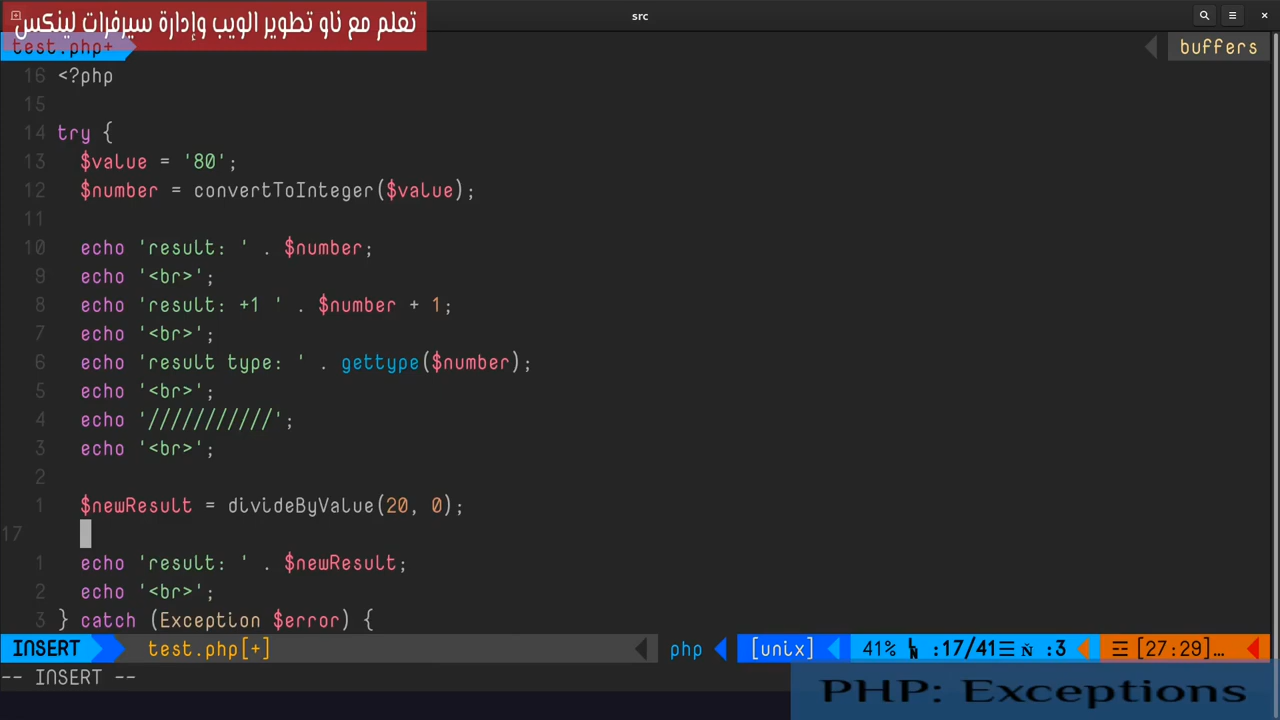 تعلم مع ناو تطوير الويب وإدارة سيرفرات لينكس
src
test.php+
buffers
16 <?php
15
14 try {
13 $value = '80';
12 $number = convertToInteger($value);
11
10 echo 'result: ' . $number;
9 echo '<br>';
8 echo 'result: +1 ' . $number + 1;
7 echo '<br>';
6 echo 'result type: ' . gettype($number);
5 echo '<br>';
4 echo '///////////';
3 echo '<br>';
2
1 $newResult = divideByValue(20, 0);
17
1 echo 'result: ' . $newResult;
2 echo '<br>';
3 } catch (Exception $error) {
INSERT test.php[+] php [unix] 41% :17/41☰ :3 ☲ [27:29]…
-- INSERT --
PHP: Exceptions